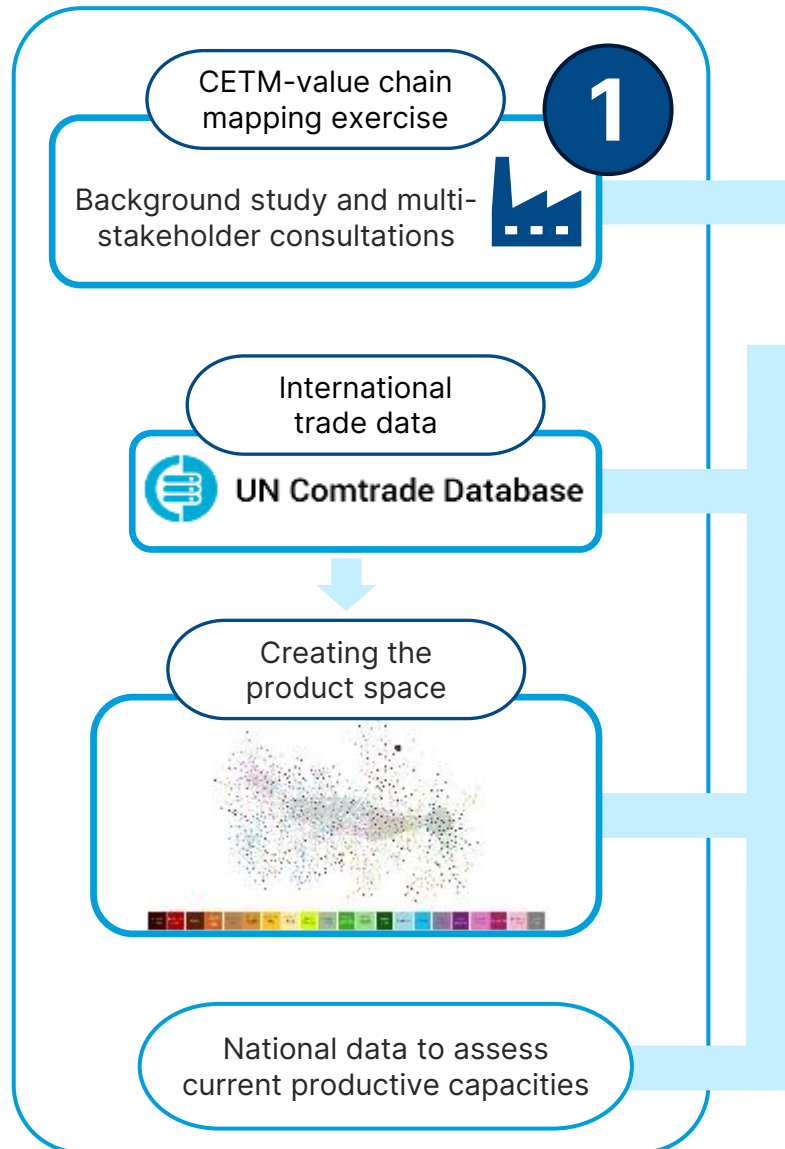 CETM-value chain
mapping exercise
1
Background study and multi-
stakeholder consultations
International
trade data
UN Comtrade Database
Creating the
product space
National data to assess
current productive capacities